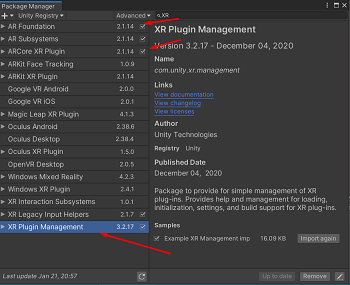 Package Manager
+ Unity Registry Advanced XR
AR Foundation 2.1.14
AR Subsystems 2.1.14
ARCore XR Plugin 2.1.14
ARKit Face Tracking 1.0.9
ARKit XR Plugin 2.1.14
Google VR Android 2.0.0
Google VR iOS 2.0.1
Magic Leap XR Plugin 4.1.3
Oculus Android 2.38.6
Oculus Desktop 2.38.4
Oculus XR Plugin 1.5.0
OpenVR Desktop 2.0.5
Windows Mixed Reality 4.2.3
Windows XR Plugin 2.4.1
XR Interaction Subsystems 1.0.1
XR Legacy Input Helpers 2.1.7
XR Plugin Management 3.2.17
Last update Jan 21, 20:57
XR Plugin Management
Version 3.2.17 - December 04, 2020
Name
com.unity.xr.management
Links
View documentation
View changelog
View licenses
Author
Unity Technologies
Registry Unity
Published Date
December 04, 2020
Package to provide for simple management of XR
plug-ins. Provides help and management for loading,
initialization, settings, and build support for XR plug-ins.
Samples
Example XR Management imp 16.09 KB Import again
Up to date Remove